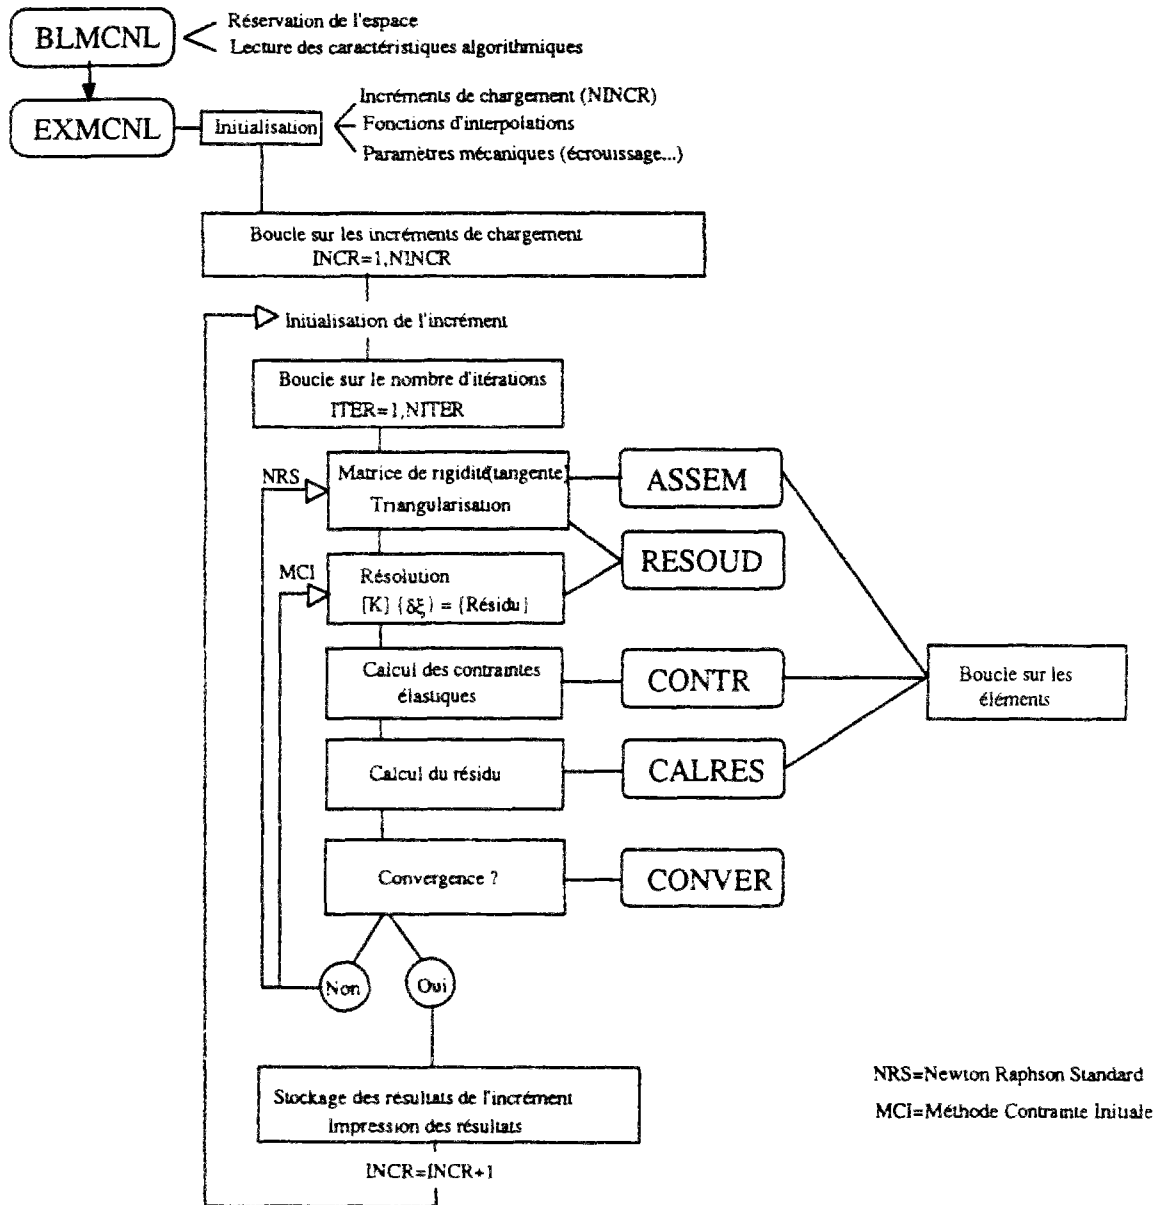 BLMCNL
Réservation de l'espace
Lecture des caractéristiques algorithmiques
EXMCNL
Initialisation
Incréments de chargement (NINCR)
Fonctions d'interpolations
Paramètres mécaniques (écrouissage...)
Boucle sur les incréments de chargement
INCR=1,NINCR
Initialisation de l'incrément
Boucle sur le nombre d'itérations
ITER=1,NITER
NRS
Matrice de rigidité(tangente)
Triangularisation
ASSEM
RESOUD
MCI
Résolution
[K] {δξ} = {Résidu}
Calcul des contraintes
élastiques
CONTR
Boucle sur les
éléments
Calcul du résidu
CALRES
Convergence ?
CONVER
Non
Oui
Stockage des résultats de l'incrément
Impression des résultats
INCR=INCR+1
NRS=Newton Raphson Standard
MCI=Méthode Contrainte Initiale